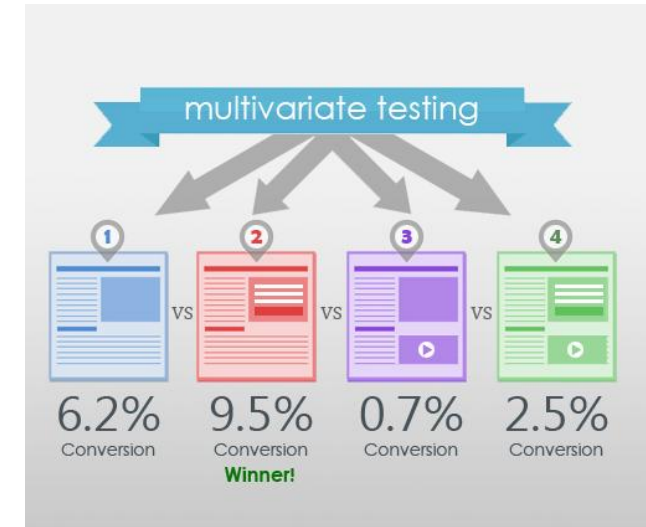 multivariate testing
1 2 3 4
vs vs vs
6.2% 9.5% 0.7% 2.5%
Conversion Conversion Conversion Conversion
Winner!